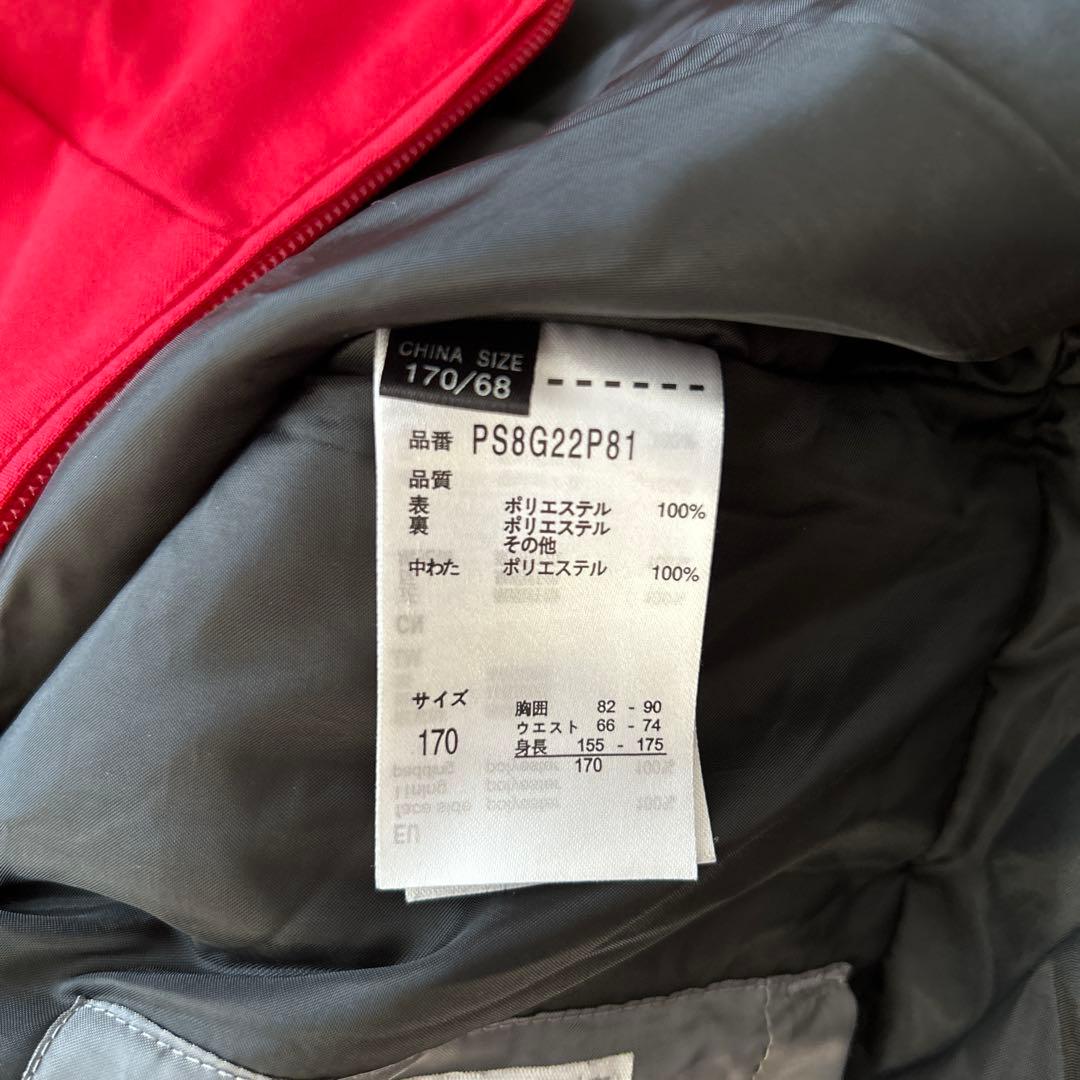 CHINA SIZE
170/68
品番 PS8G22P81
品質
表 ポリエステル 100%
裏 ポリエステル
その他
中わた ポリエステル 100%
サイズ
170
胸囲 82 - 90
ウエスト 66 - 74
身長 155 - 175
170